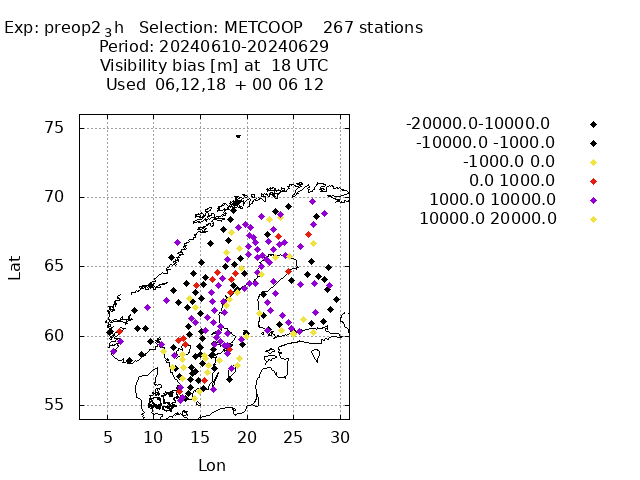 Exp: preop2₃h   Selection: METCOOP    267 stations
Period: 20240610-20240629
Visibility bias [m] at  18 UTC
Used  06,12,18  + 00 06 12
-20000.0-10000.0
-10000.0 -1000.0
-1000.0 0.0
0.0 1000.0
1000.0 10000.0
10000.0 20000.0
75
70
65
60
55
Lat
5 10 15 20 25 30
Lon